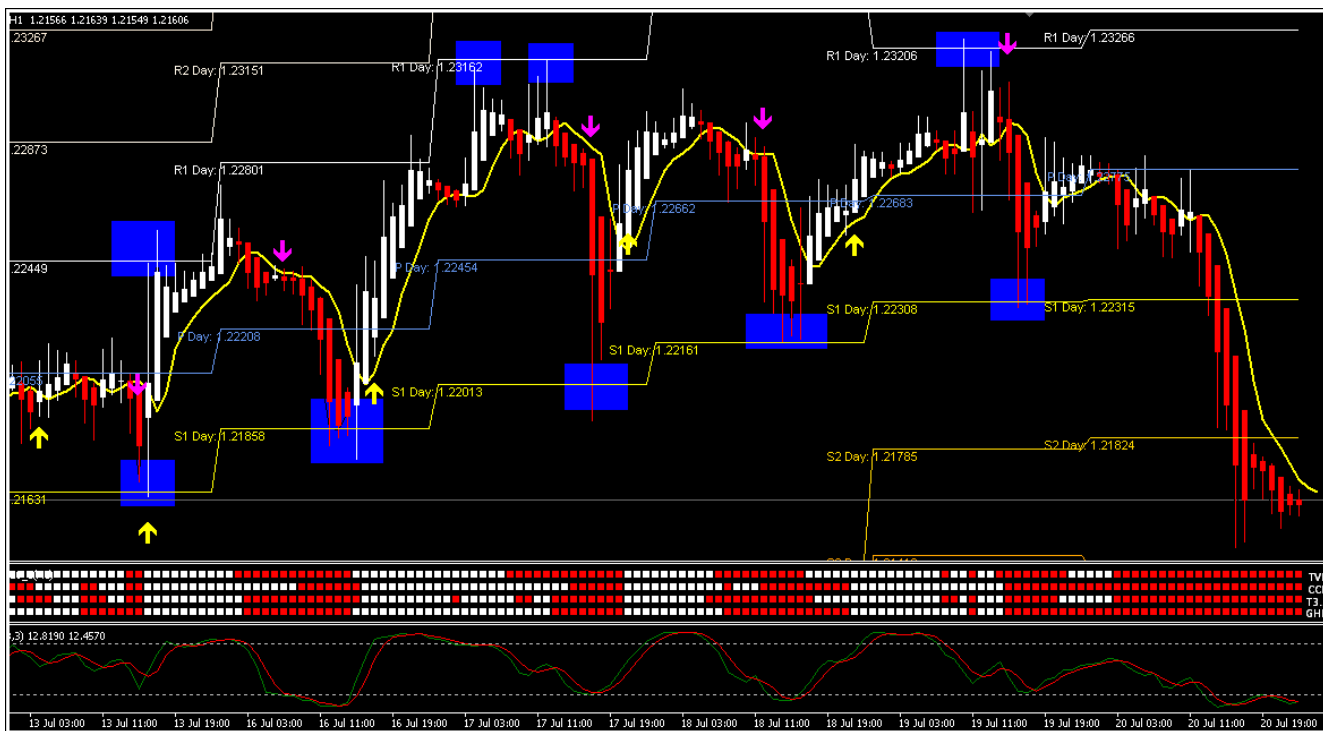 H1 1.21566 1.21639 1.21549 1.21606
.23267
R2 Day: 1.23151
R1 Day: 1.23162
R1 Day: 1.23206
R1 Day: 1.23266
.22873
R1 Day: 1.22801
P Day: 1.22662
P Day: 1.22683
.22449
P Day: 1.22454
S1 Day: 1.22308
S1 Day: 1.22315
P Day: 1.22208
S1 Day: 1.22161
.22055
S1 Day: 1.22013
S1 Day: 1.21858
S2 Day: 1.21785
S2 Day: 1.21824
.21631
CC
T3.
,3) 12.8190 12.4570
13 Jul 03:00 13 Jul 11:00 13 Jul 19:00 16 Jul 03:00 16 Jul 11:00 16 Jul 19:00 17 Jul 03:00 17 Jul 11:00 17 Jul 19:00 18 Jul 03:00 18 Jul 11:00 18 Jul 19:00 19 Jul 03:00 19 Jul 11:00 19 Jul 19:00 20 Jul 03:00 20 Jul 11:00 20 Jul 19:00